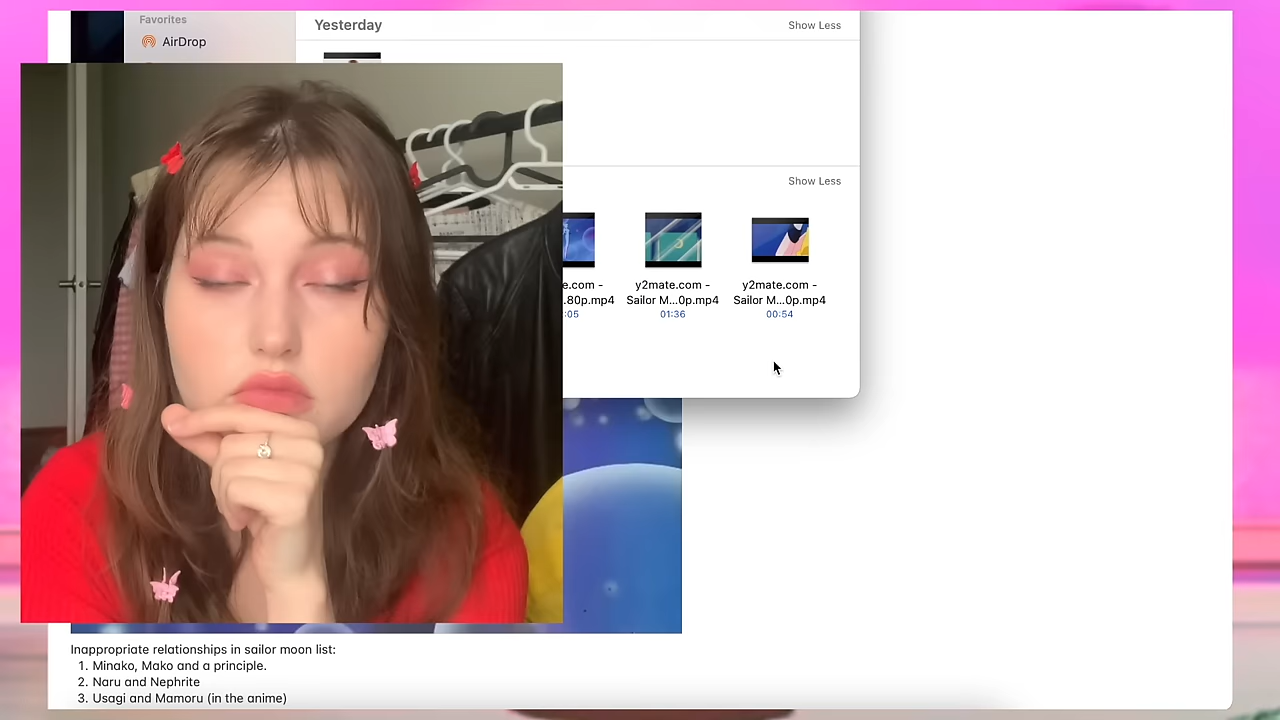 Favorites
Yesterday
Show Less
AirDrop
Show Less
e.com -
y2mate.com -
y2mate.com -
.80p.mp4
Sailor M...0p.mp4
Sailor M...0p.mp4
:05
01:36
00:54
Inappropriate relationships in sailor moon list:
1. Minako, Mako and a principle.
2. Naru and Nephrite
3. Usagi and Mamoru (in the anime)